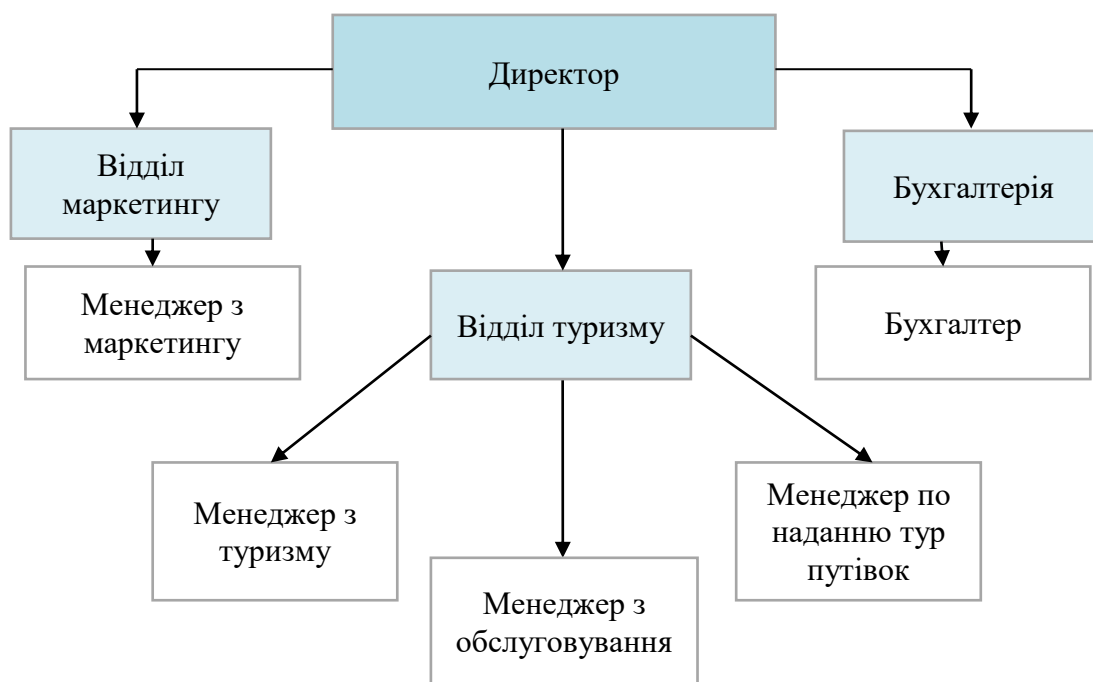 Директор
Відділ
маркетингу
Бухгалтерія
Менеджер з
маркетингу
Відділ туризму
Бухгалтер
Менеджер з
туризму
Менеджер з
обслуговування
Менеджер по
наданню тур
путівок